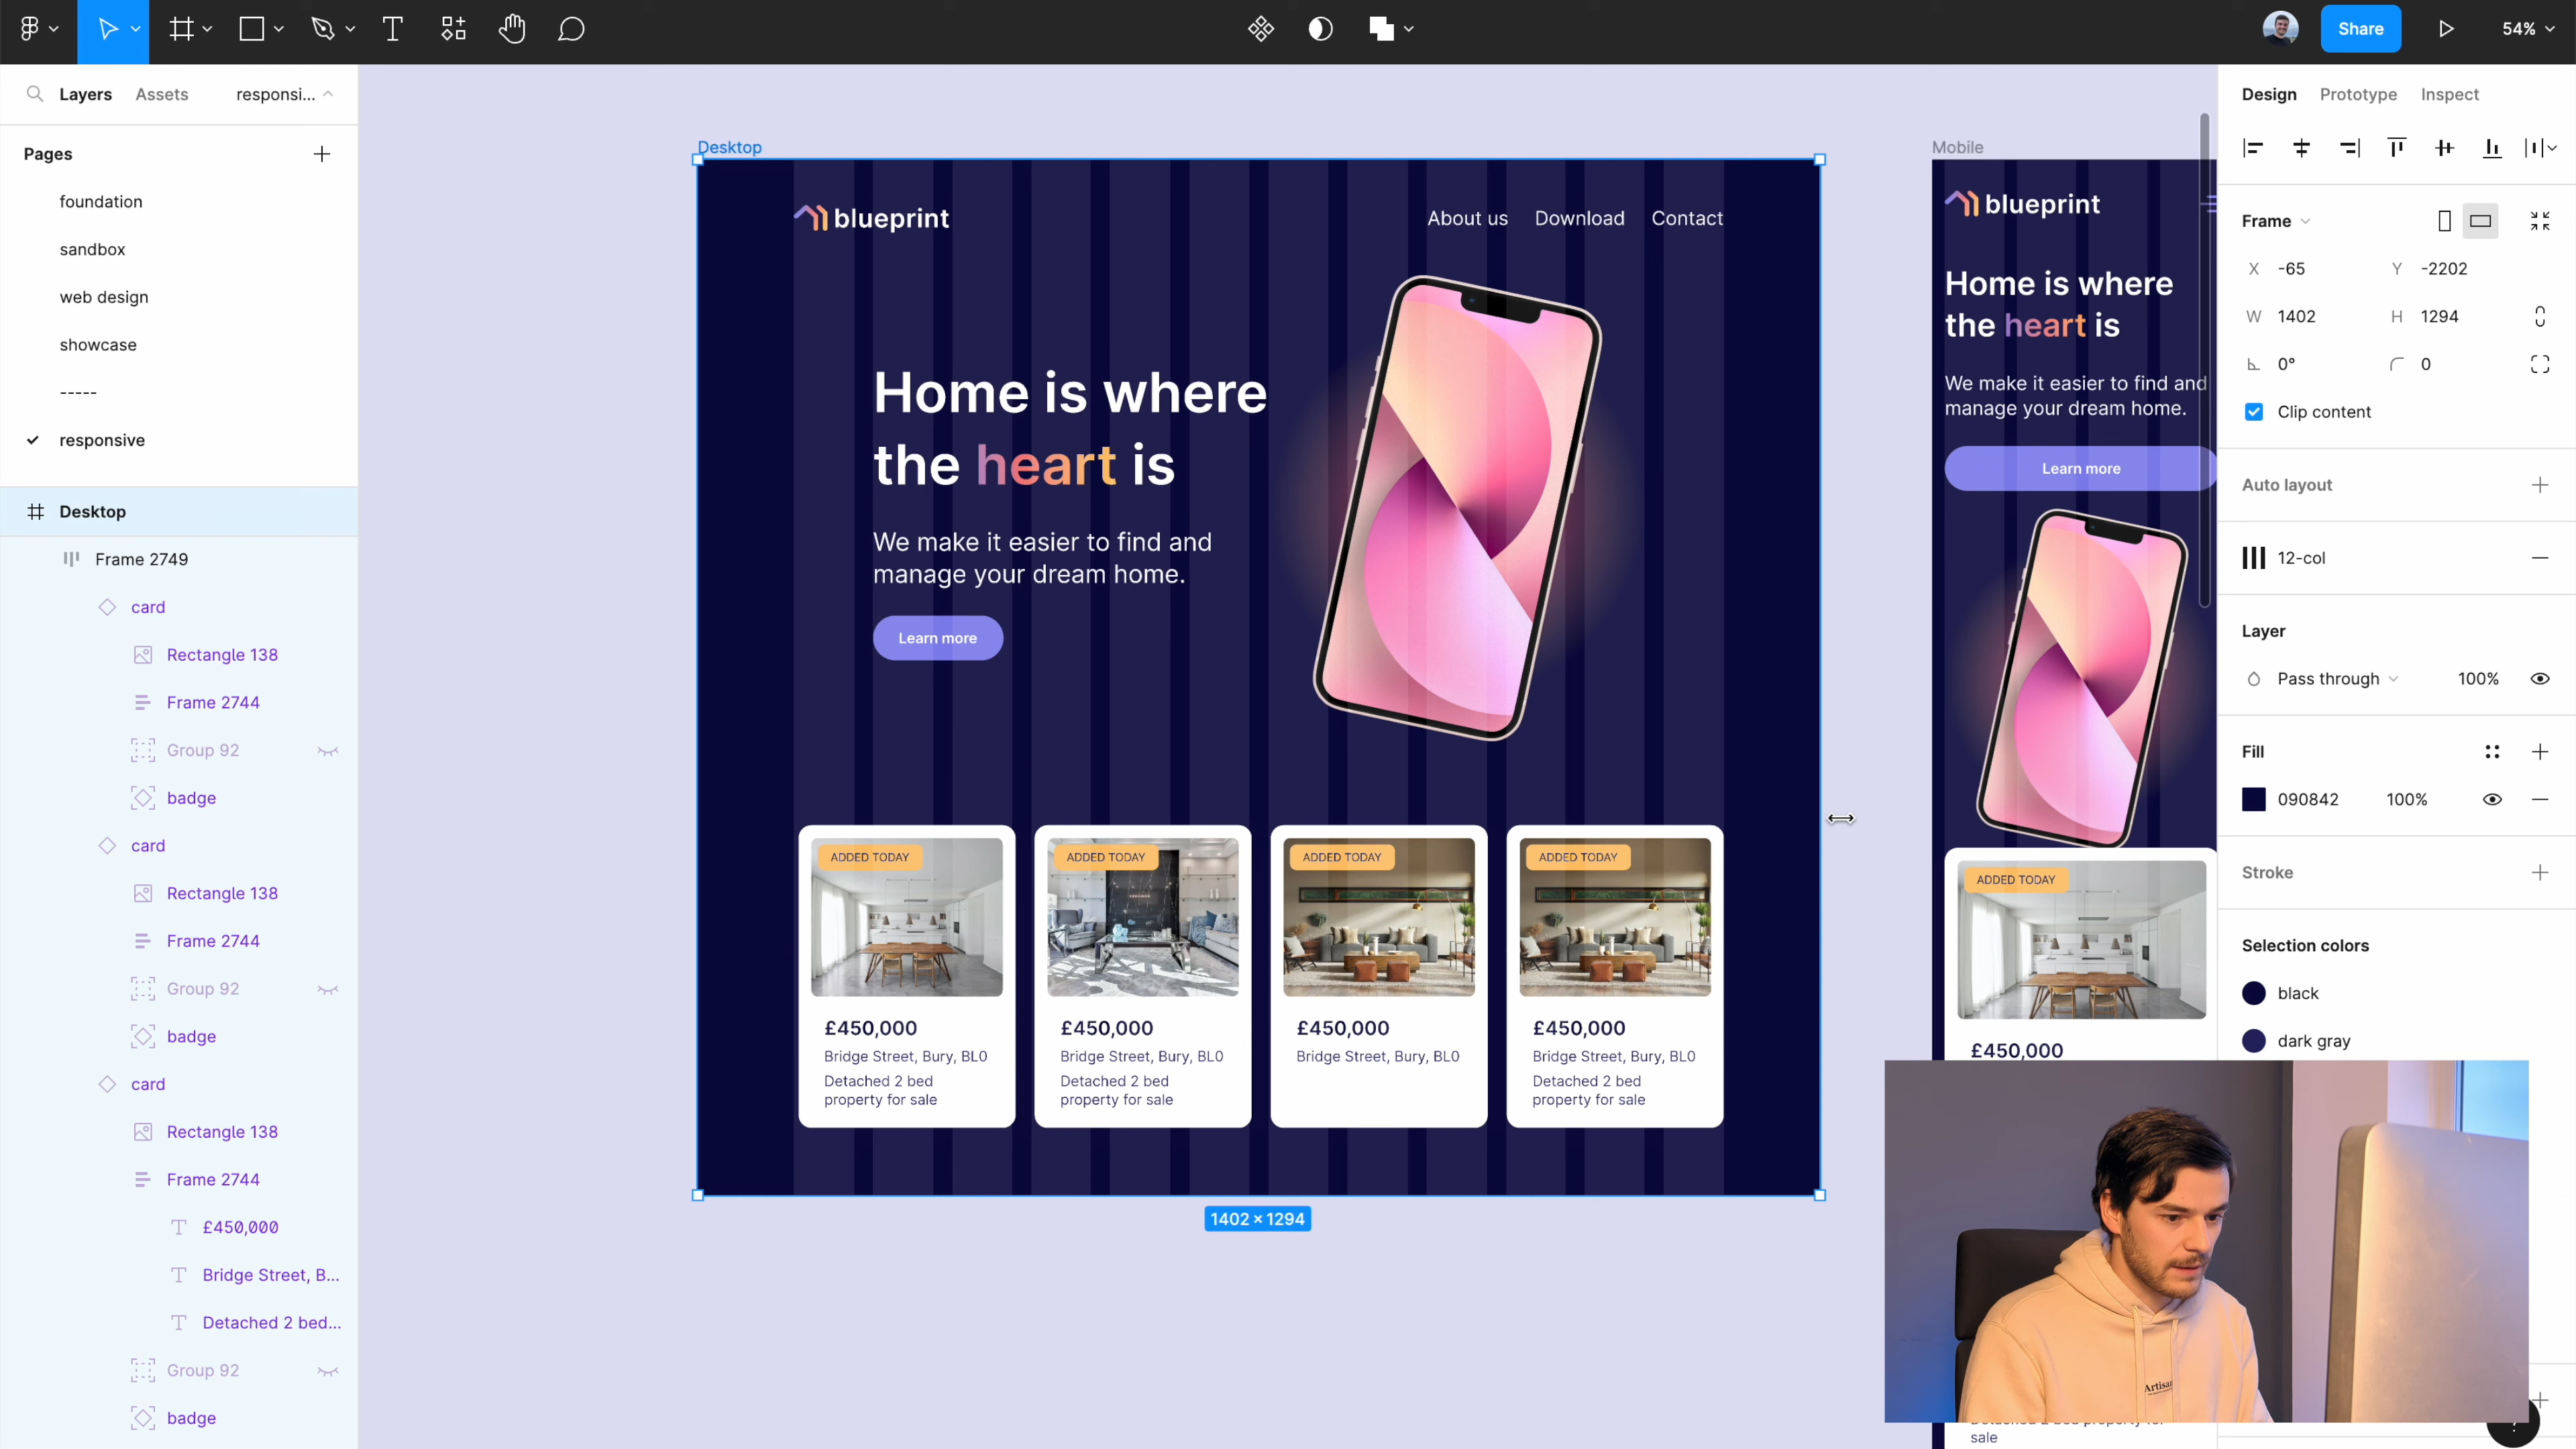 54%
Share
Layers
Assets
responsi...
Pages
foundation
sandbox
web design
showcase
-----
responsive
Desktop
Frame 2749
card
Rectangle 138
Frame 2744
Group 92
badge
card
Rectangle 138
Frame 2744
Group 92
badge
card
Rectangle 138
Frame 2744
£450,000
Bridge Street, B...
Detached 2 bed...
Group 92
badge
Desktop
blueprint
About us
Download
Contact
Home is where
the heart is
We make it easier to find and
manage your dream home.
Learn more
ADDED TODAY
£450,000
Bridge Street, Bury, BL0
Detached 2 bed
property for sale
ADDED TODAY
£450,000
Bridge Street, Bury, BL0
Detached 2 bed
property for sale
ADDED TODAY
£450,000
Bridge Street, Bury, BL0
ADDED TODAY
£450,000
Bridge Street, Bury, BL0
Detached 2 bed
property for sale
1402 × 1294
Mobile
blueprint
Home is where
the heart is
We make it easier to find and
manage your dream home.
Learn more
ADDED TODAY
£450,000
sale
Design
Prototype
Inspect
Frame
X -65
Y -2202
W 1402
H 1294
0°
0
Clip content
Auto layout
12-col
Layer
Pass through
100%
Fill
090842
100%
Stroke
Selection colors
black
dark gray